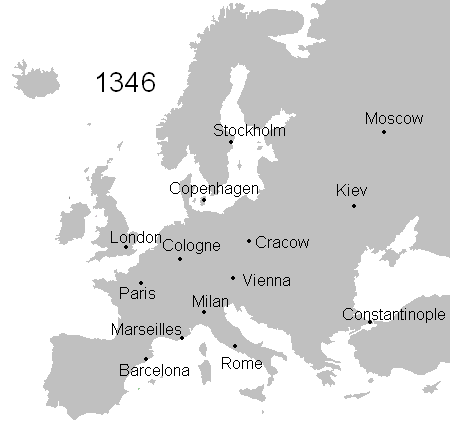 1346
Moscow
Stockholm
Copenhagen
Kiev
London
Cologne
Cracow
Paris
Vienna
Milan
Marseilles
Constantinople
Barcelona
Rome